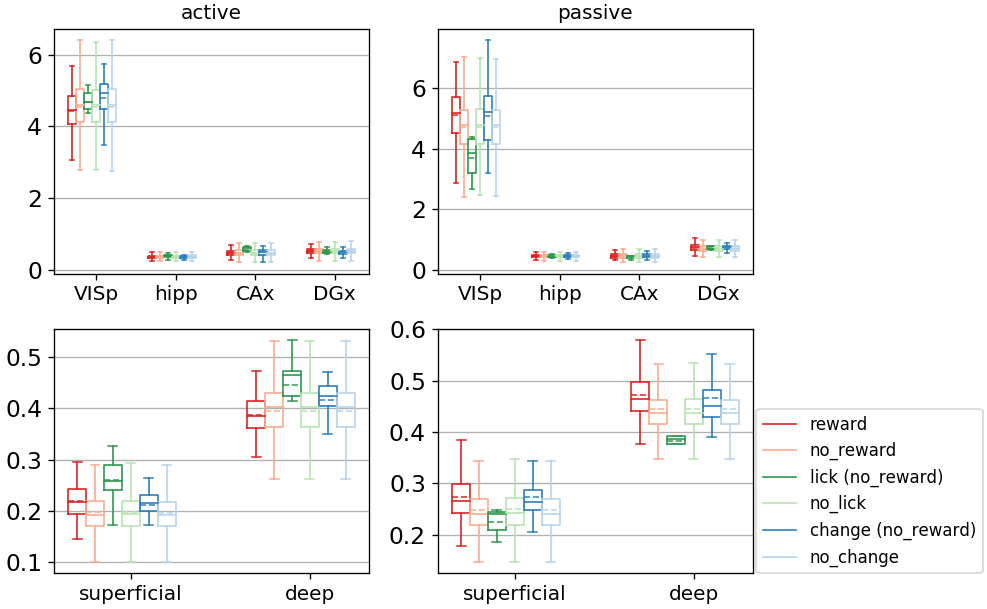 active
passive
6
4
2
0
VISp hipp CAx DGx
6
4
2
0
VISp hipp CAx DGx
0.5
0.4
0.3
0.2
0.1
superficial deep
0.6
0.5
0.4
0.3
0.2
superficial deep
reward
no_reward
lick (no_reward)
no_lick
change (no_reward)
no_change